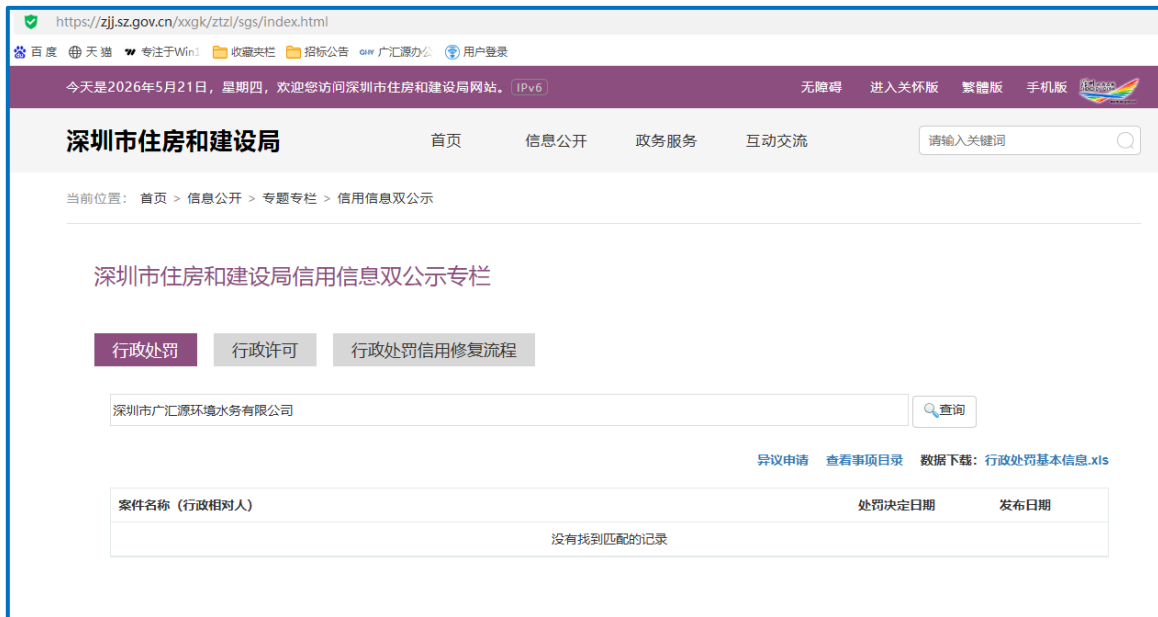 https://zjj.sz.gov.cn/xxgk/ztzl/sgs/index.html
百度 天猫 专注于Win1 收藏夹栏 招标公告 GHY 广汇源办公 用户登录
今天是2026年5月21日，星期四，欢迎您访问深圳市住房和建设局网站。 IPv6 无障碍 进入关怀版 繁體版 手机版
深圳市住房和建设局 首页 信息公开 政务服务 互动交流 请输入关键词
当前位置： 首页 > 信息公开 > 专题专栏 > 信用信息双公示
深圳市住房和建设局信用信息双公示专栏
行政处罚 行政许可 行政处罚信用修复流程
深圳市广汇源环境水务有限公司 查询
异议申请 查看事项目录 数据下载：行政处罚基本信息.xls
案件名称（行政相对人） 处罚决定日期 发布日期
没有找到匹配的记录